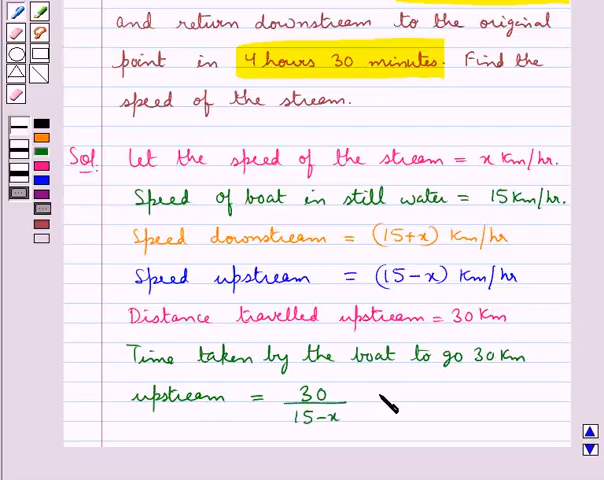 and return downstream to the original
point in 4 hours 30 minutes. Find the
speed of the stream.
Sol. Let the speed of the stream = x Km/hr.
Speed of boat in still water = 15 Km/hr.
Speed downstream = (15+x) Km/hr
Speed upstream = (15-x) Km/hr
Distance travelled upstream = 30 Km
Time taken by the boat to go 30 Km
upstream = 30
15-x